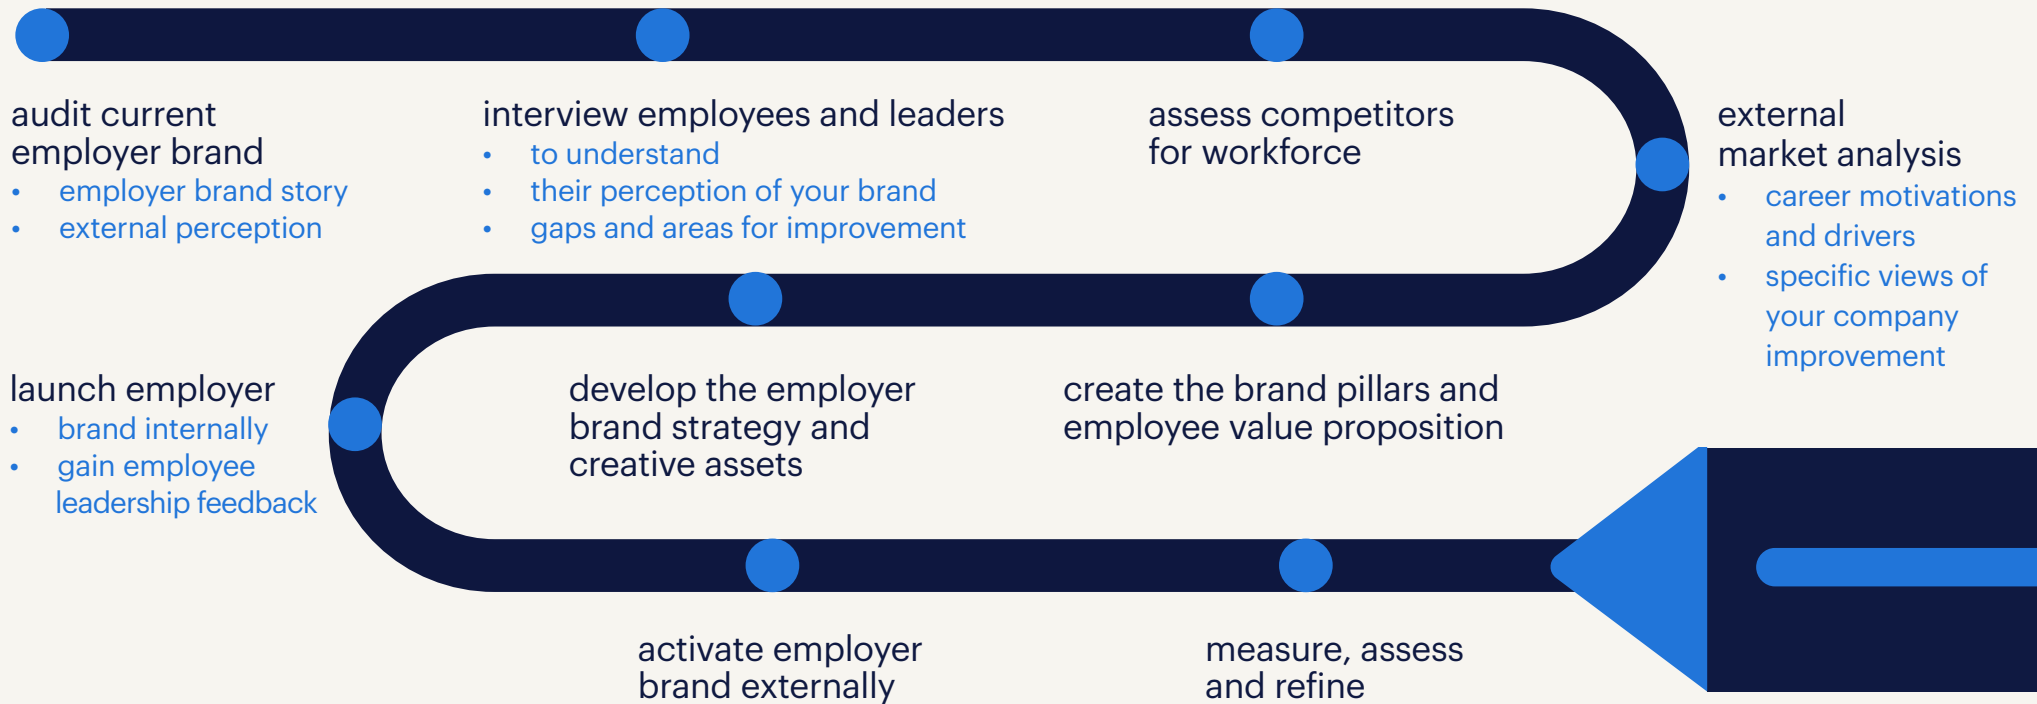 audit current
employer brand
• employer brand story
• external perception
interview employees and leaders
• to understand
• their perception of your brand
• gaps and areas for improvement
assess competitors
for workforce
external
market analysis
• career motivations
and drivers
• specific views of
your company
improvement
launch employer
• brand internally
• gain employee
leadership feedback
develop the employer
brand strategy and
creative assets
create the brand pillars and
employee value proposition
activate employer
brand externally
measure, assess
and refine